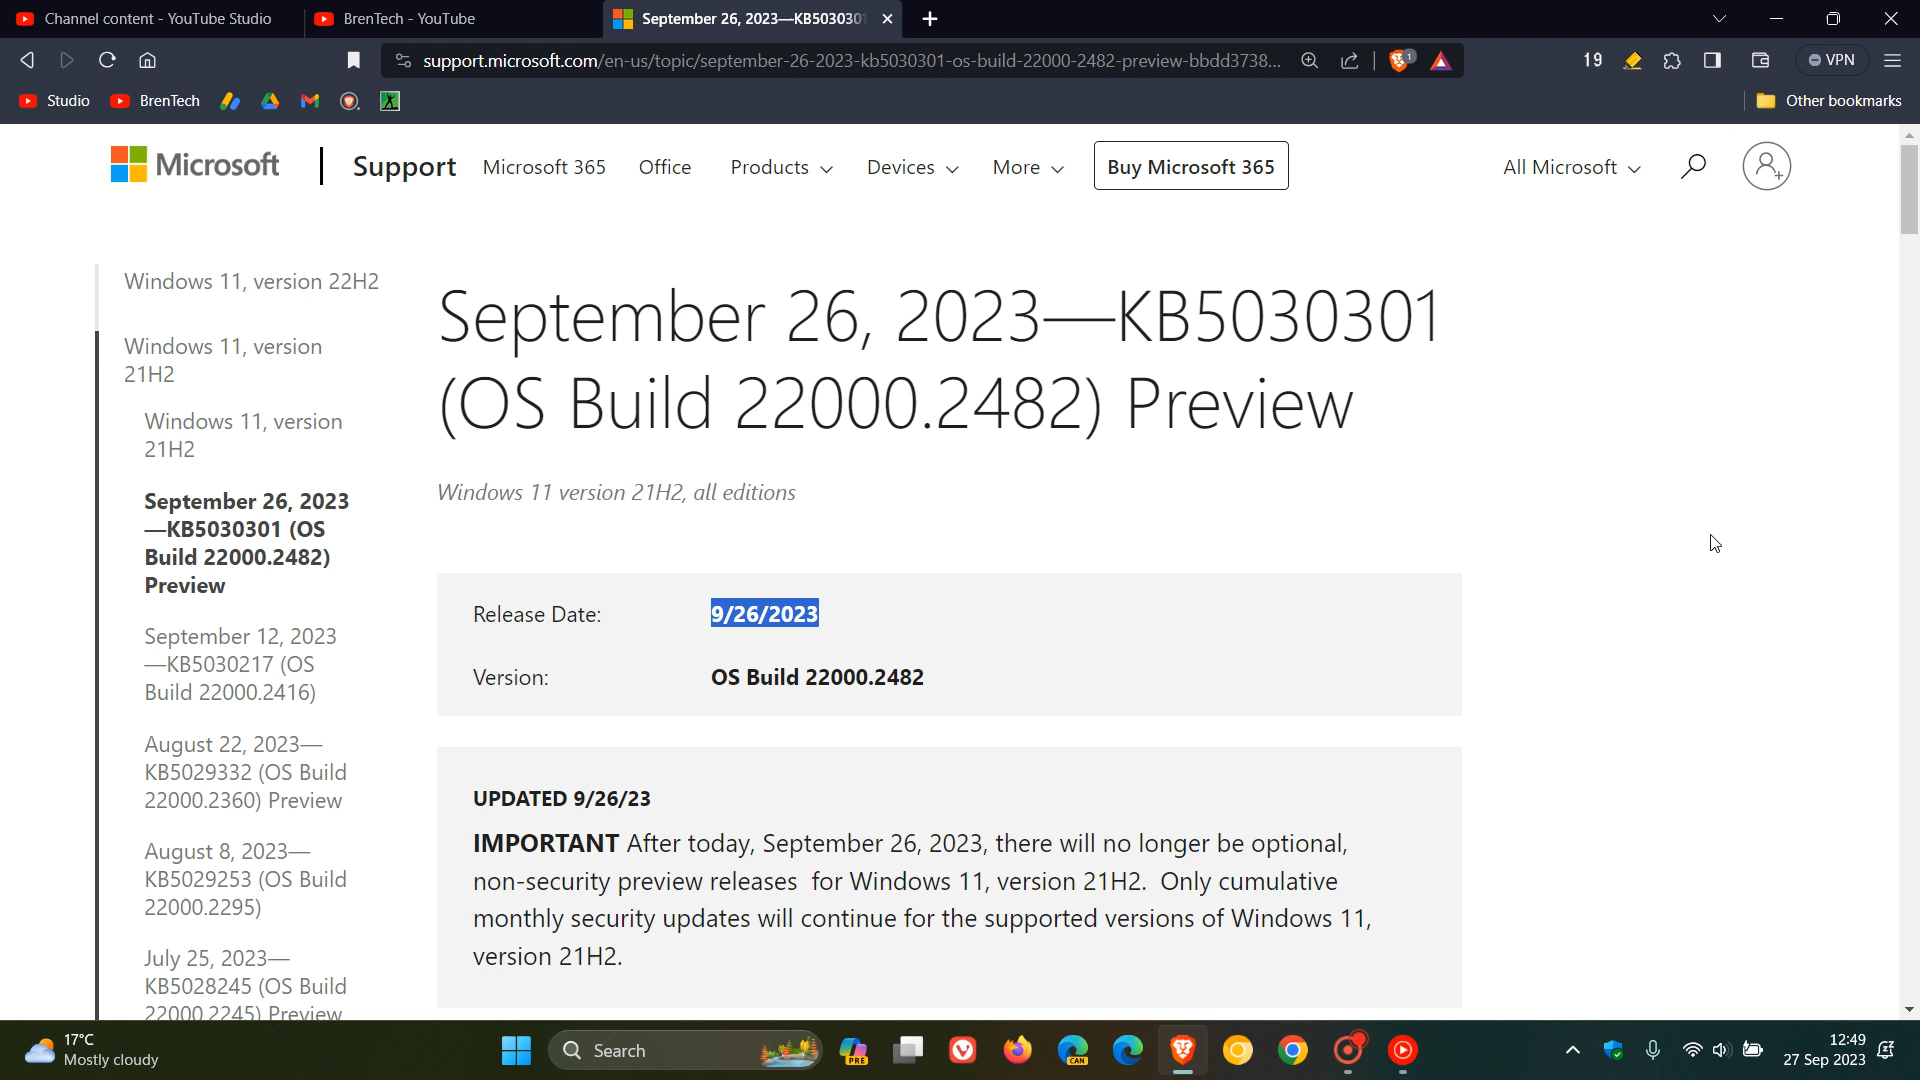 Channel content - YouTube Studio
BrenTech - YouTube
September 26, 2023—KB5030301
support.microsoft.com/en-us/topic/september-26-2023-kb5030301-os-build-22000-2482-preview-bbdd3738...
1
19
VPN
Studio
BrenTech
Other bookmarks
Microsoft
Support
Microsoft 365
Office
Products
Devices
More
Buy Microsoft 365
All Microsoft
Windows 11, version 22H2
Windows 11, version
21H2
Windows 11, version
21H2
September 26, 2023
—KB5030301 (OS
Build 22000.2482)
Preview
September 12, 2023
—KB5030217 (OS
Build 22000.2416)
August 22, 2023—
KB5029332 (OS Build
22000.2360) Preview
August 8, 2023—
KB5029253 (OS Build
22000.2295)
July 25, 2023—
KB5028245 (OS Build
22000.2245) Preview
September 26, 2023—KB5030301
(OS Build 22000.2482) Preview
Windows 11 version 21H2, all editions
Release Date:
9/26/2023
Version:
OS Build 22000.2482
UPDATED 9/26/23
IMPORTANT After today, September 26, 2023, there will no longer be optional,
non-security preview releases for Windows 11, version 21H2. Only cumulative
monthly security updates will continue for the supported versions of Windows 11,
version 21H2.
17°C
Mostly cloudy
Search
PRE
CAN
12:49
27 Sep 2023